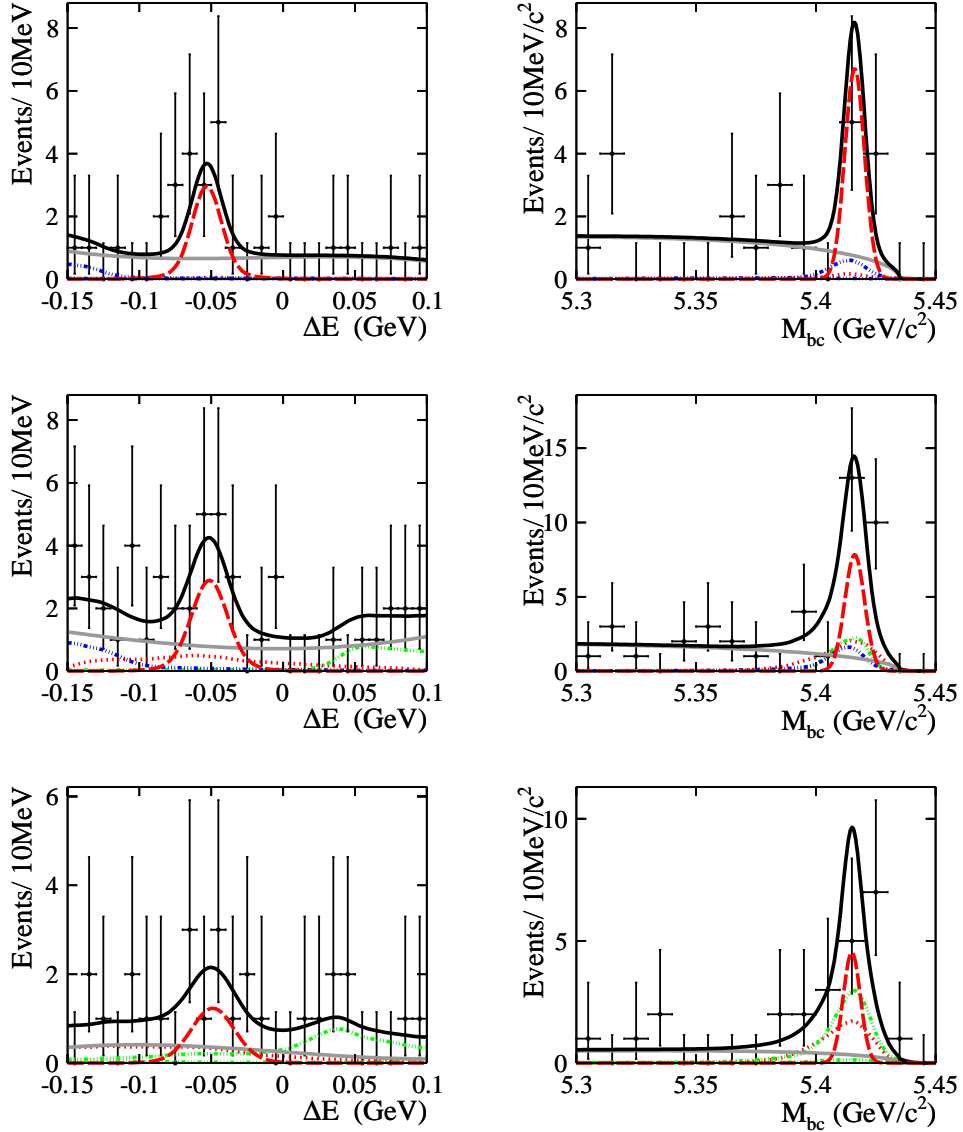 Events/ 10MeV
8
6
4
2
0
-0.15 -0.1 -0.05 0 0.05 0.1
ΔE (GeV)
Events/ 10MeV/c²
8
6
4
2
0
5.3 5.35 5.4 5.45
M_bc (GeV/c²)
Events/ 10MeV
8
6
4
2
0
-0.15 -0.1 -0.05 0 0.05 0.1
ΔE (GeV)
Events/ 10MeV/c²
15
10
5
0
5.3 5.35 5.4 5.45
M_bc (GeV/c²)
Events/ 10MeV
6
4
2
0
-0.15 -0.1 -0.05 0 0.05 0.1
ΔE (GeV)
Events/ 10MeV/c²
10
5
0
5.3 5.35 5.4 5.45
M_bc (GeV/c²)